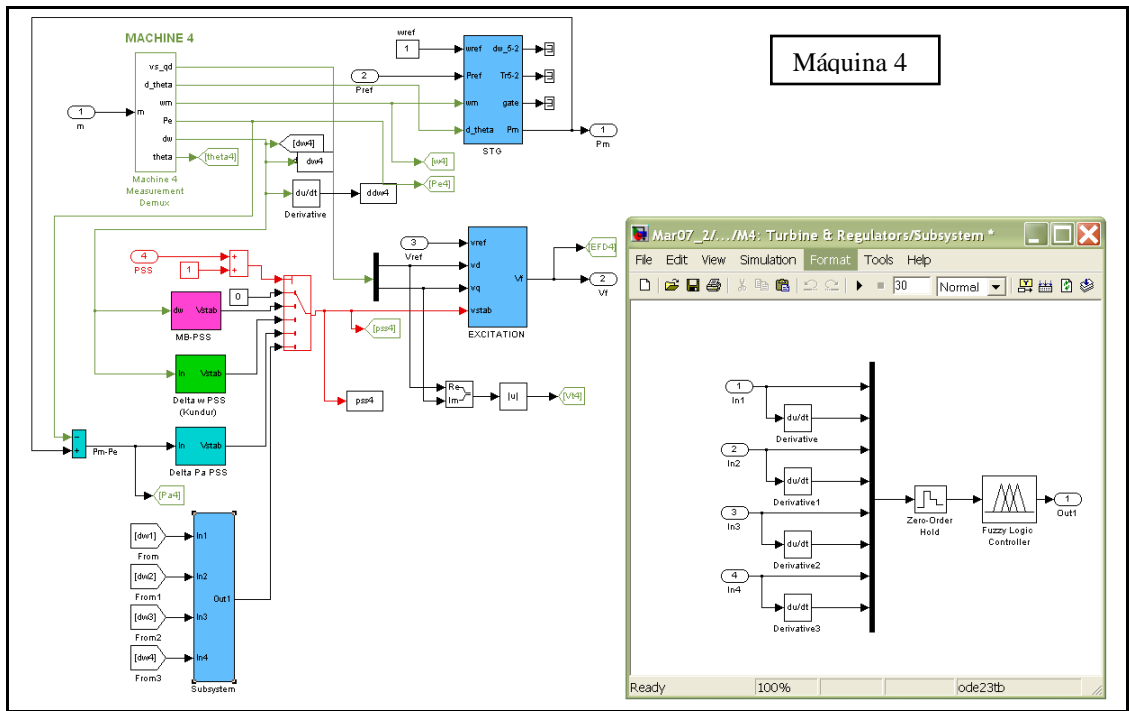 Máquina 4
MACHINE 4
1
m
m
vs_qd
d_theta
wm
Pe
dw
theta
Machine 4
Measurement
Demux
[theta4]
wref
1
2
Pref
wref
Pref
wm
d_theta
dw_5-2
Tr5-2
gate
Pm
STG
1
Pm
[dw4]
dw4
[w4]
[Pe4]
du/dt
Derivative
ddw4
4
PSS
1
+
+
0
dw
Vstab
MB-PSS
In
Vstab
Delta w PSS
(Kundur)
−
+
Pm-Pe
In
Vstab
Delta Pa PSS
[Pa4]
3
Vref
vref
vd
vq
vstab
Vf
EXCITATION
[EFD4]
2
Vf
[pss4]
pss4
Re
Im
|u|
[Vt4]
[dw1]
From
[dw2]
From1
[dw3]
From2
[dw4]
From3
In1
In2
In3
In4
Out1
Subsystem
Mar07_2/.../M4: Turbine & Regulators/Subsystem *
File Edit View Simulation Format Tools Help
30
Normal
1
In1
du/dt
Derivative
2
In2
du/dt
Derivative1
3
In3
du/dt
Derivative2
4
In4
du/dt
Derivative3
Zero-Order
Hold
Fuzzy Logic
Controller
1
Out1
Ready 100% ode23tb